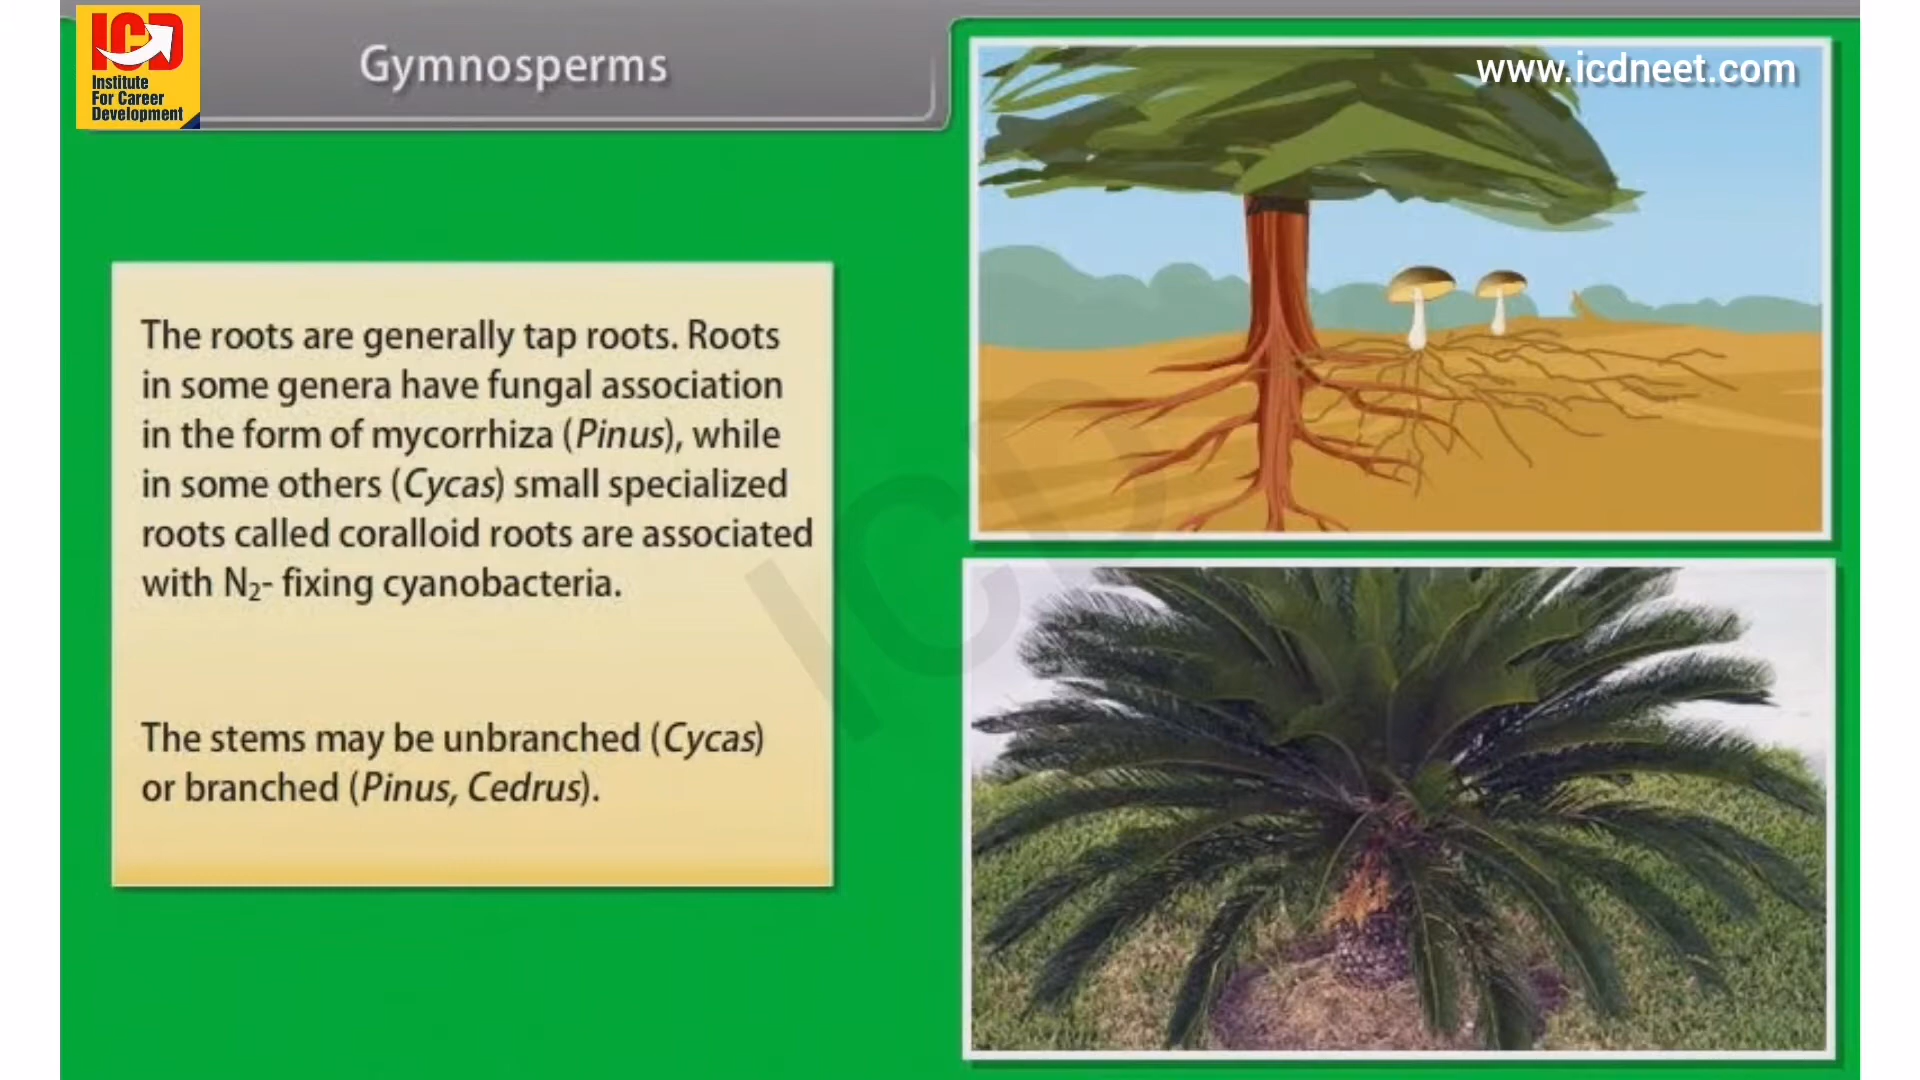 ICD
Institute
For Career
Development
Gymnosperms
www.icdneet.com
The roots are generally tap roots. Roots
in some genera have fungal association
in the form of mycorrhiza (Pinus), while
in some others (Cycas) small specialized
roots called coralloid roots are associated
with N₂- fixing cyanobacteria.
The stems may be unbranched (Cycas)
or branched (Pinus, Cedrus).
ICD